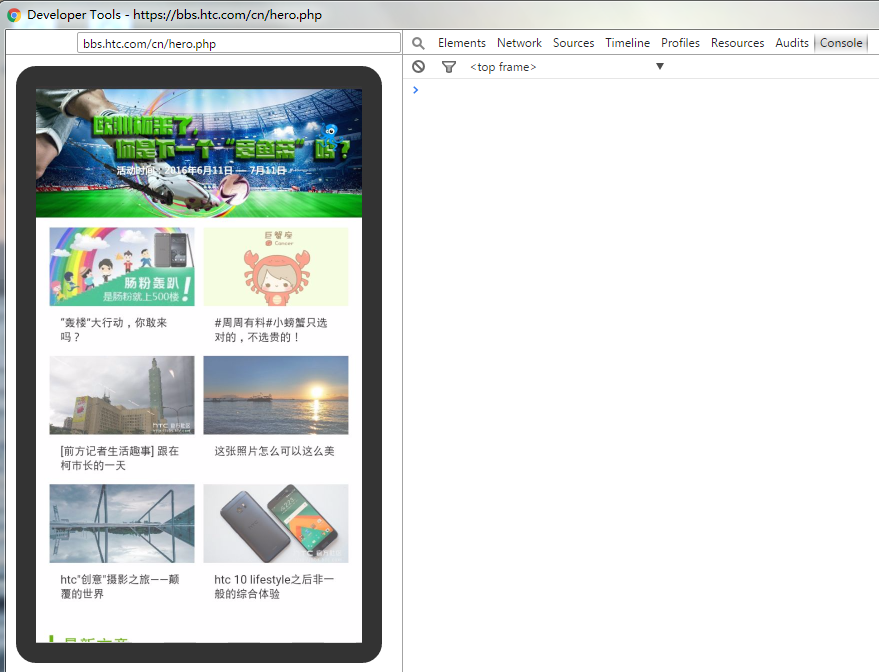 Developer Tools - https://bbs.htc.com/cn/hero.php
bbs.htc.com/cn/hero.php
Elements Network Sources Timeline Profiles Resources Audits Console
<top frame> ▼
>
欧洲杯来了,
你是下一个“章鱼帝”咕？
活动时间：2016年6月11日 — 7月11日
肠粉轰趴！
是肠粉就上500楼
巨蟹座
Cancer
“轰楼”大行动，你敢来
吗？
#周周有料#小螃蟹只选
对的，不选贵的！
[前方记者生活趣事] 跟在
柯市长的一天
这张照片怎么可以这么美
htc"创意"摄影之旅——颠
覆的世界
htc 10 lifestyle之后非一
般的综合体验
最新文章